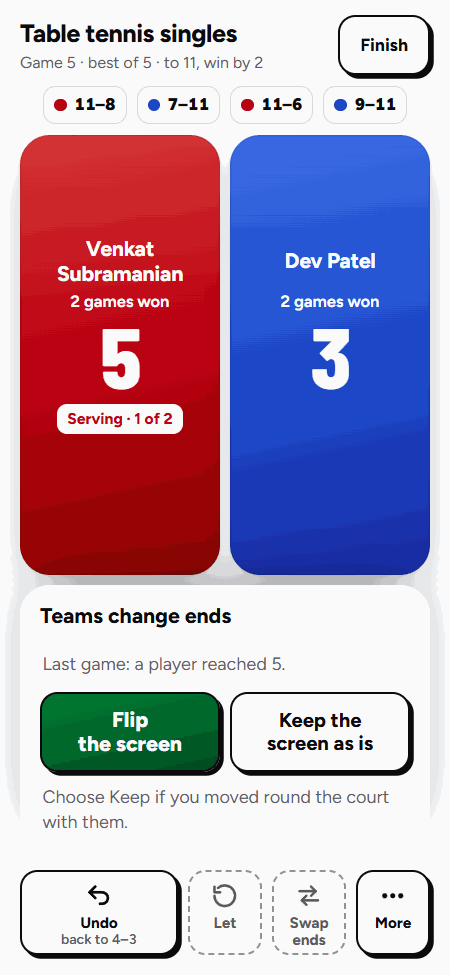 Table tennis singles
Finish
Game 5 · best of 5 · to 11, win by 2
11–8
7–11
11–6
9–11
Venkat
Subramanian
2 games won
5
Serving · 1 of 2
Dev Patel
2 games won
3
Teams change ends
Last game: a player reached 5.
Flip
the screen
Keep the
screen as is
Choose Keep if you moved round the court
with them.
Undo
back to 4–3
Let
Swap
ends
More